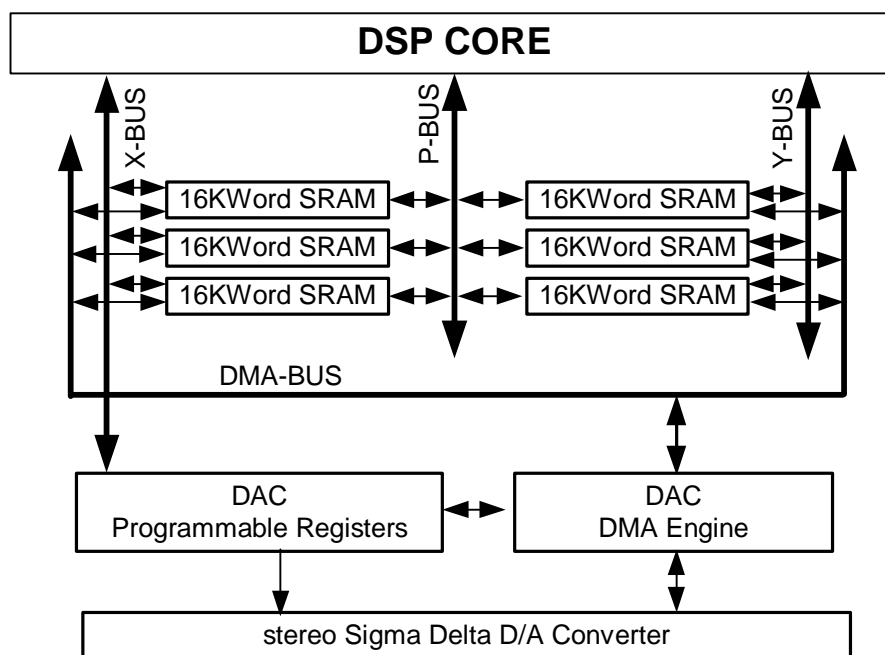 DSP CORE
X-BUS
P-BUS
Y-BUS
16KWord SRAM
16KWord SRAM
16KWord SRAM
16KWord SRAM
16KWord SRAM
16KWord SRAM
DMA-BUS
DAC
Programmable Registers
DAC
DMA Engine
stereo Sigma Delta D/A Converter